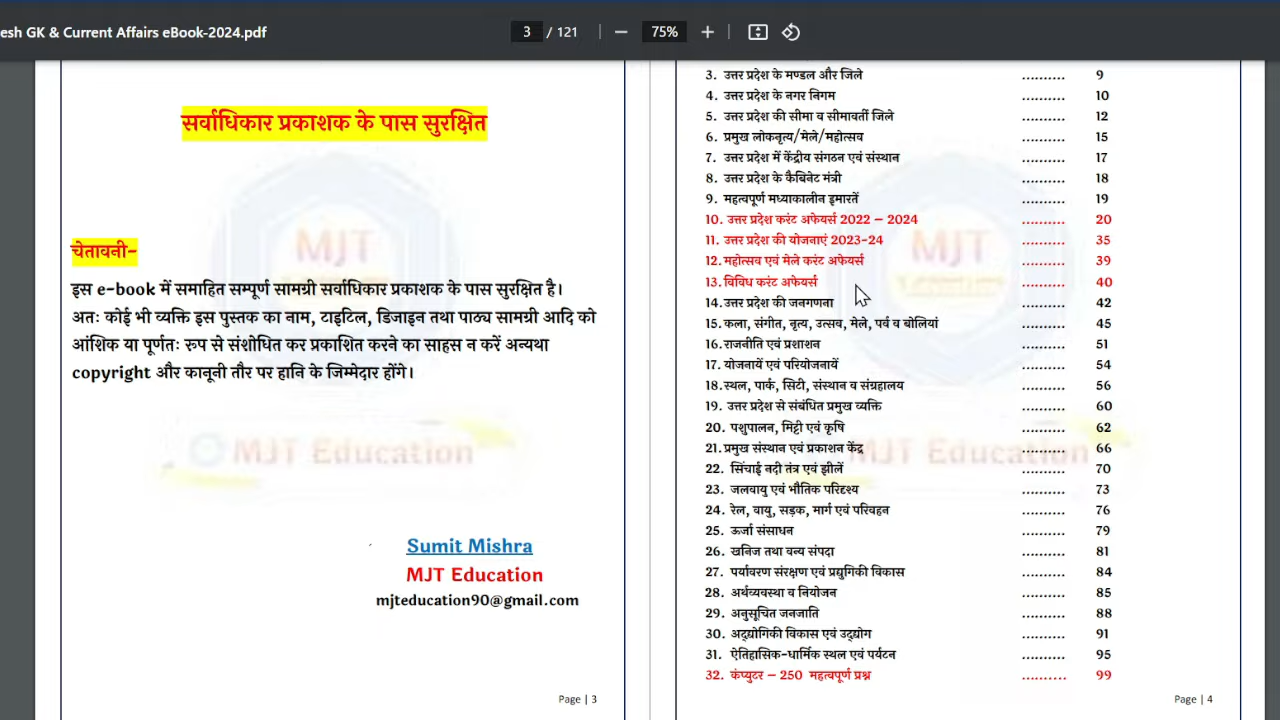 esh GK & Current Affairs eBook-2024.pdf
3 / 121
75%
सर्वाधिकार प्रकाशक के पास सुरक्षित
MJT
चेतावनी-
इस e-book में समाहित सम्पूर्ण सामग्री सर्वाधिकार प्रकाशक के पास सुरक्षित है।
अतः कोई भी व्यक्ति इस पुस्तक का नाम, टाइटिल, डिजाइन तथा पाठ्य सामग्री आदि को
आंशिक या पूर्णतः रूप से संशोधित कर प्रकाशित करने का साहस न करें अन्यथा
copyright और कानूनी तौर पर हानि के जिम्मेदार होंगे।
MJT Education
Sumit Mishra
MJT Education
mjteducation90@gmail.com
Page | 3
3. उत्तर प्रदेश के मण्डल और जिले .......... 9
4. उत्तर प्रदेश के नगर निगम .......... 10
5. उत्तर प्रदेश की सीमा व सीमावर्ती जिले .......... 12
6. प्रमुख लोकनृत्य/मेले/महोत्सव .......... 15
7. उत्तर प्रदेश में केंद्रीय संगठन एवं संस्थान .......... 17
8. उत्तर प्रदेश के कैबिनेट मंत्री .......... 18
9. महत्वपूर्ण मध्याकालीन इमारतें .......... 19
10. उत्तर प्रदेश करंट अफेयर्स 2022 – 2024 .......... 20
11. उत्तर प्रदेश की योजनाएं 2023-24 .......... 35
12. महोत्सव एवं मेले करंट अफेयर्स .......... 39
13. विविध करंट अफेयर्स .......... 40
14. उत्तर प्रदेश की जनगणना .......... 42
15. कला, संगीत, नृत्य, उत्सव, मेले, पर्व व बोलियां .......... 45
16. राजनीति एवं प्रशाशन .......... 51
17. योजनायें एवं परियोजनायें .......... 54
18. स्थल, पार्क, सिटी, संस्थान व संग्रहालय .......... 56
19. उत्तर प्रदेश से संबंधित प्रमुख व्यक्ति .......... 60
20. पशुपालन, मिट्टी एवं कृषि .......... 62
21. प्रमुख संस्थान एवं प्रकाशन केंद्र .......... 66
22. सिंचाई नदी तंत्र एवं झीलें .......... 70
23. जलवायु एवं भौतिक परिदृश्य .......... 73
24. रेल, वायु, सड़क, मार्ग एवं परिवहन .......... 76
25. ऊर्जा संसाधन .......... 79
26. खनिज तथा वन्य संपदा .......... 81
27. पर्यावरण संरक्षण एवं प्रद्युगिकी विकास .......... 84
28. अर्थव्यवस्था व नियोजन .......... 85
29. अनुसूचित जनजाति .......... 88
30. अद्द्योगिकी विकास एवं उद्द्योग .......... 91
31. ऐतिहासिक-धार्मिक स्थल एवं पर्यटन .......... 95
32. कंप्युटर – 250 महत्वपूर्ण प्रश्न .......... 99
MJT
MJT Education
Page | 4